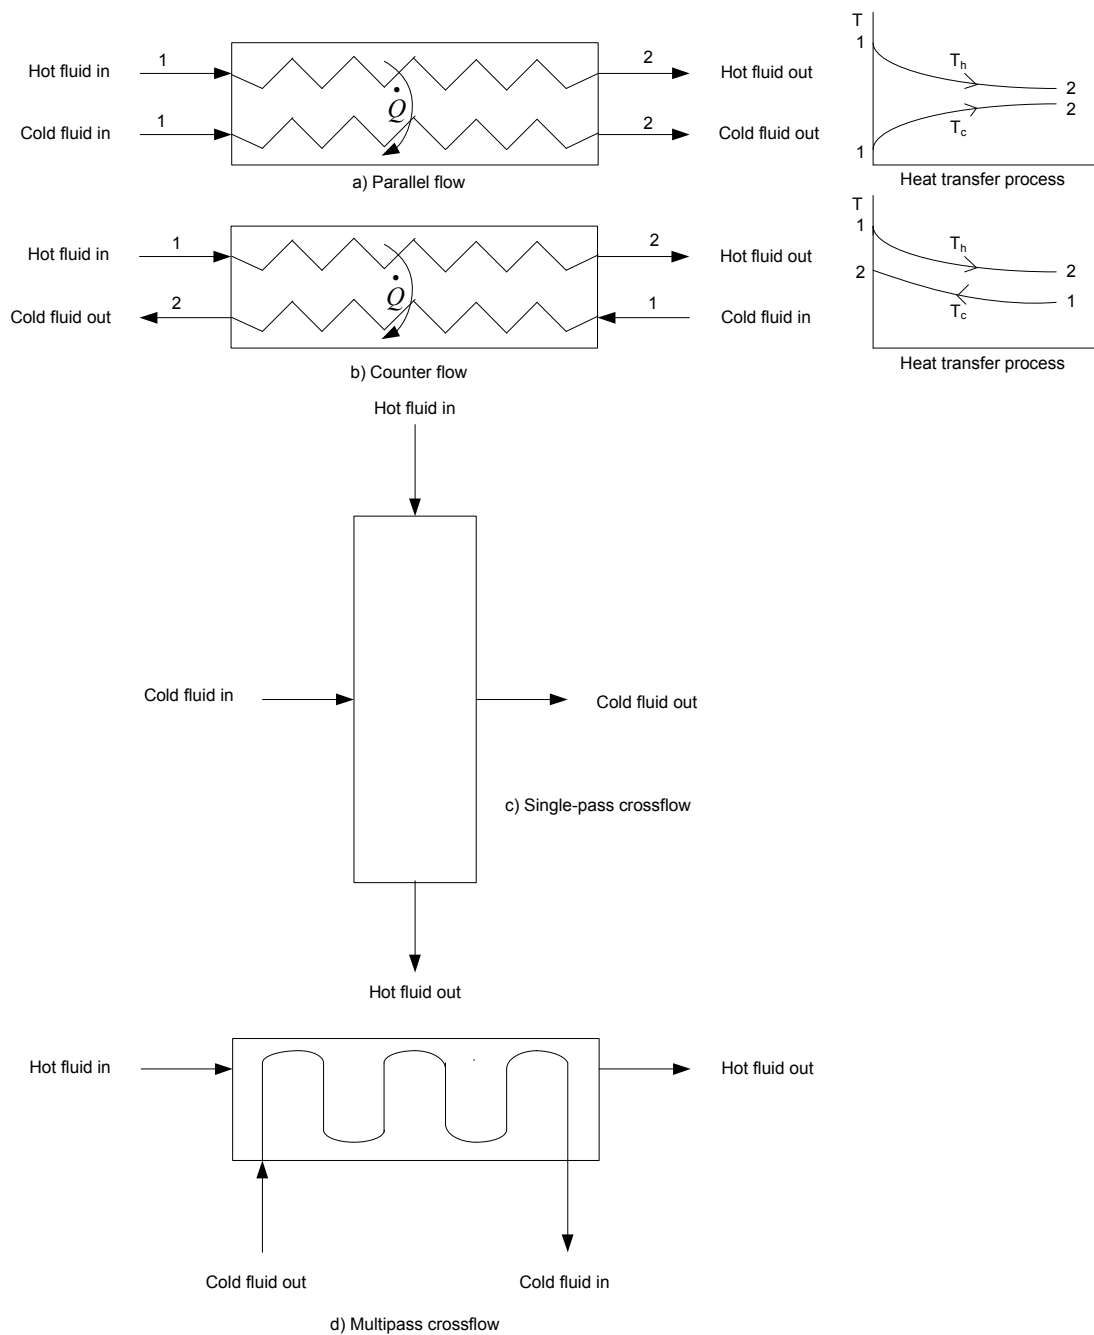 T
1
1
2
Hot fluid in
Hot fluid out
T_h
2
2
Q̇
1
2
Cold fluid in
Cold fluid out
T_c
1
a) Parallel flow
Heat transfer process
T
1
1
2
Hot fluid in
Hot fluid out
T_h
2
2
Q̇
2
1
Cold fluid out
Cold fluid in
T_c
1
b) Counter flow
Heat transfer process
Hot fluid in
Cold fluid in
Cold fluid out
c) Single-pass crossflow
Hot fluid out
Hot fluid in
Hot fluid out
Cold fluid out
Cold fluid in
d) Multipass crossflow